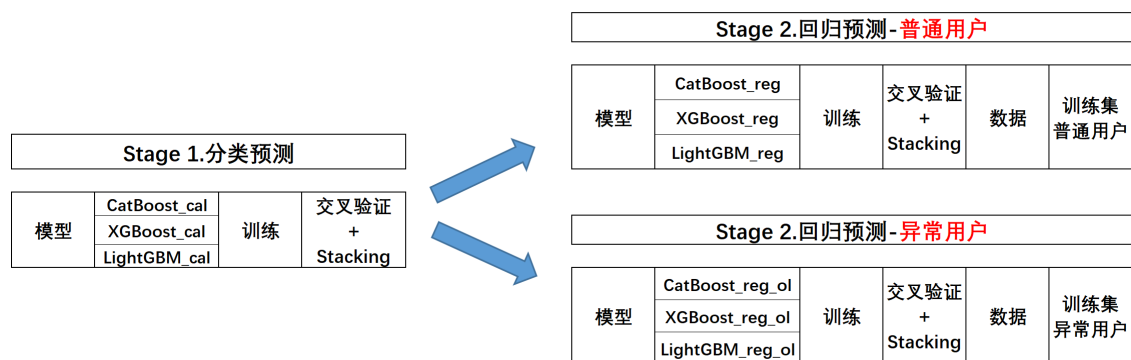 Stage 1.分类预测
模型
CatBoost_cal
XGBoost_cal
LightGBM_cal
训练
交叉验证
+
Stacking
Stage 2.回归预测-普通用户
模型
CatBoost_reg
XGBoost_reg
LightGBM_reg
训练
交叉验证
+
Stacking
数据
训练集
普通用户
Stage 2.回归预测-异常用户
模型
CatBoost_reg_ol
XGBoost_reg_ol
LightGBM_reg_ol
训练
交叉验证
+
Stacking
数据
训练集
异常用户